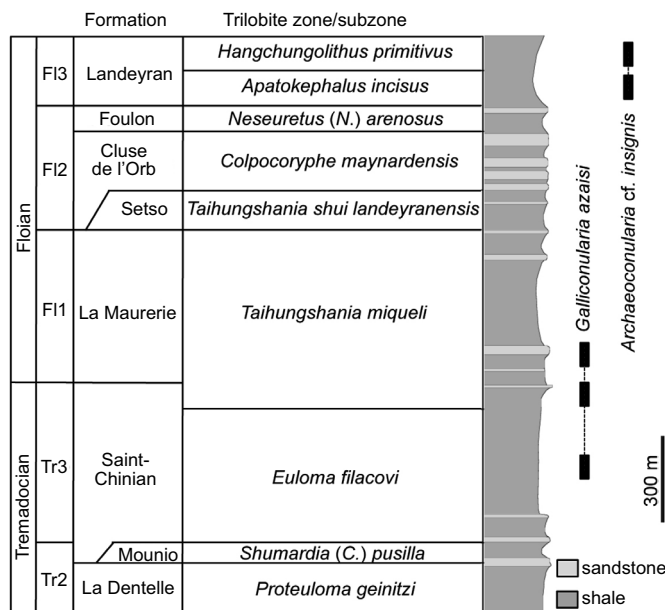 Formation Trilobite zone/subzone
Hangchungolithus primitivus
Fl3 Landeyran
Apatokephalus incisus
Foulon Neseuretus (N.) arenosus
Fl2 Cluse
de l'Orb
Colpocoryphe maynardensis
Setso Taihungshania shui landeyranensis
Floian
Fl1 La Maurerie Taihungshania miqueli
Tremadocian
Tr3 Saint-
Chinian
Euloma filacovi
Mounio Shumardia (C.) pusilla
Tr2 La Dentelle Proteuloma geinitzi
Galliconularia azaisi
Archaeoconularia cf. insignis
300 m
sandstone
shale